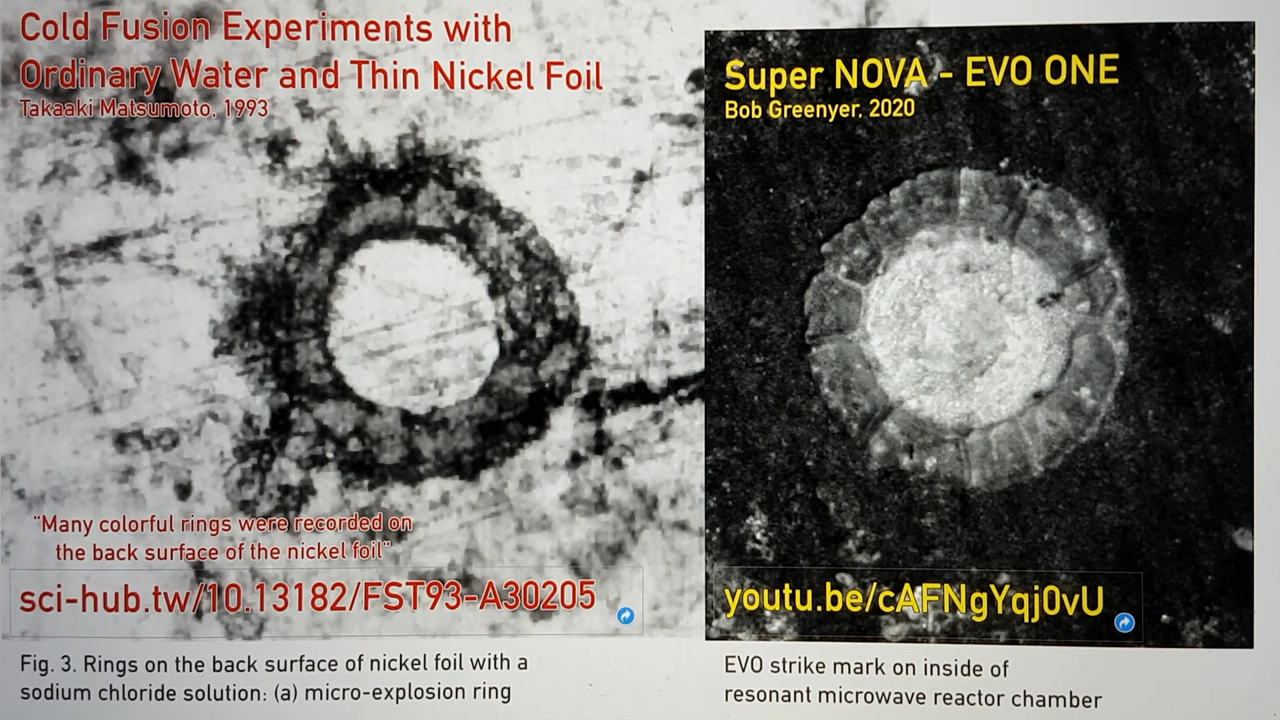 Cold Fusion Experiments with
Ordinary Water and Thin Nickel Foil
Takaaki Matsumoto, 1993
"Many colorful rings were recorded on
the back surface of the nickel foil"
sci-hub.tw/10.13182/FST93-A30205
Fig. 3. Rings on the back surface of nickel foil with a
sodium chloride solution: (a) micro-explosion ring
Super NOVA - EVO ONE
Bob Greenyer, 2020
youtu.be/cAFNgYqj0vU
EVO strike mark on inside of
resonant microwave reactor chamber